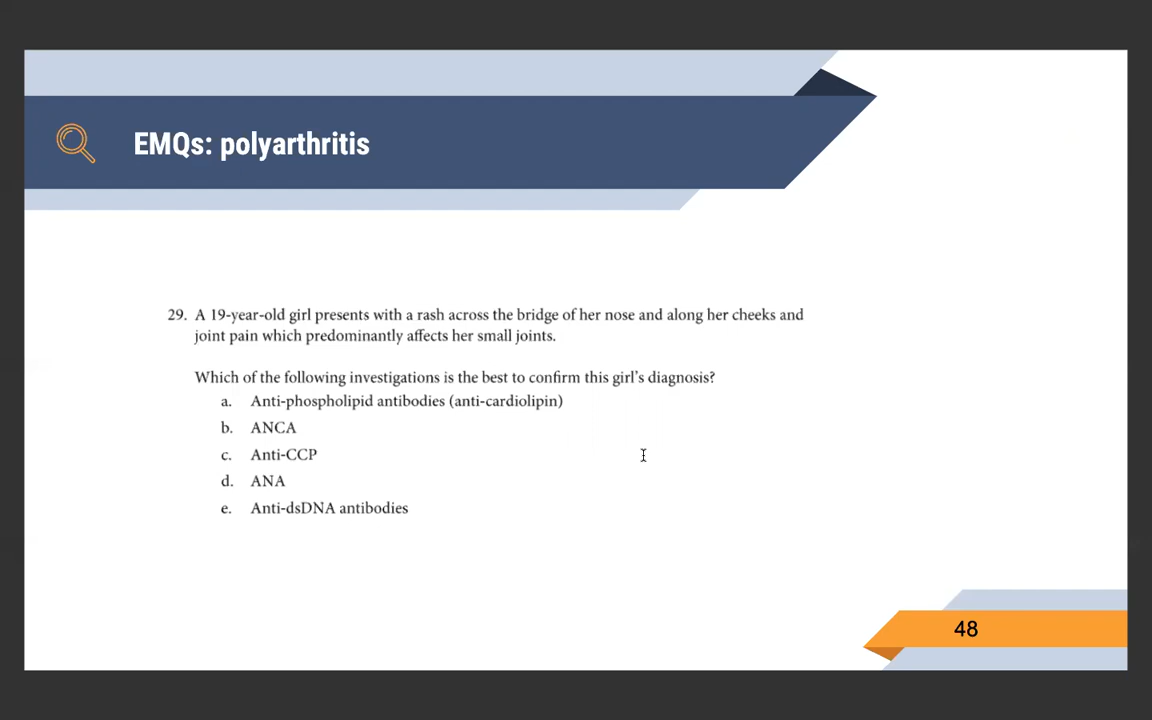 EMQs: polyarthritis
29. A 19-year-old girl presents with a rash across the bridge of her nose and along her cheeks and
joint pain which predominantly affects her small joints.
Which of the following investigations is the best to confirm this girl's diagnosis?
a. Anti-phospholipid antibodies (anti-cardiolipin)
b. ANCA
c. Anti-CCP
d. ANA
e. Anti-dsDNA antibodies
48